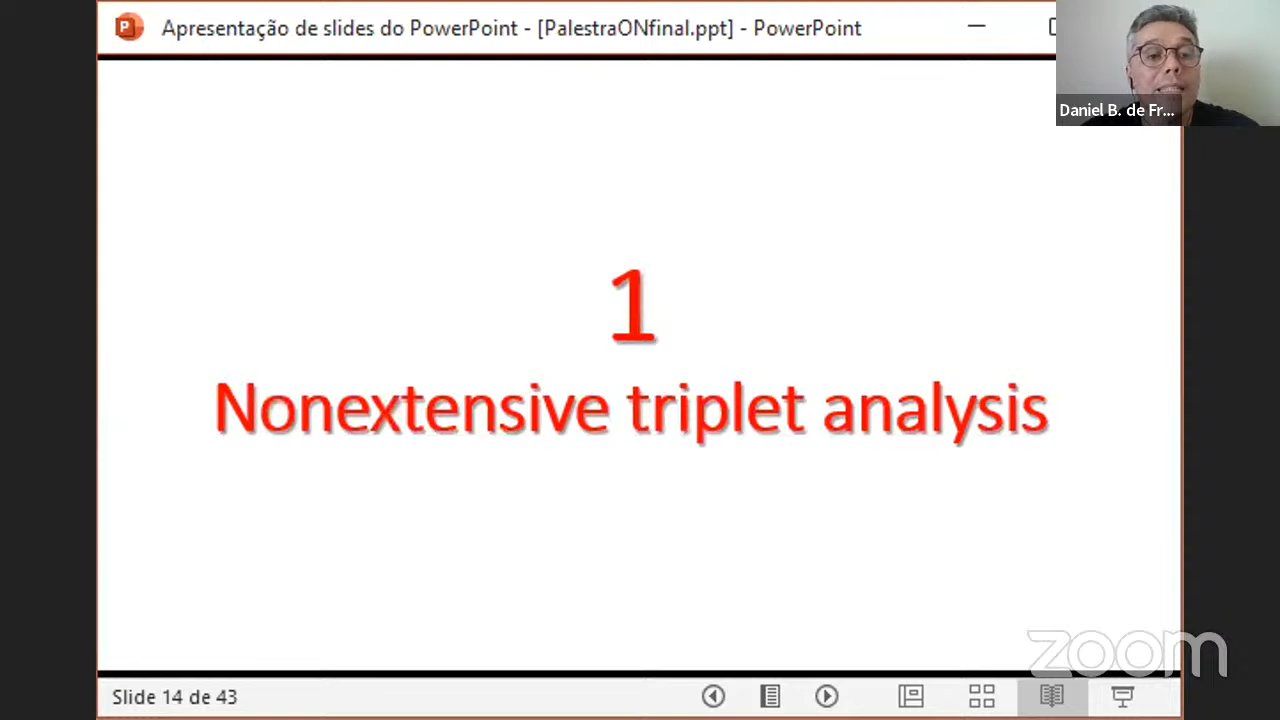 Apresentação de slides do PowerPoint - [PalestraONfinal.ppt] - PowerPoint
Daniel B. de Fr...
1
Nonextensive triplet analysis
zoom
Slide 14 de 43